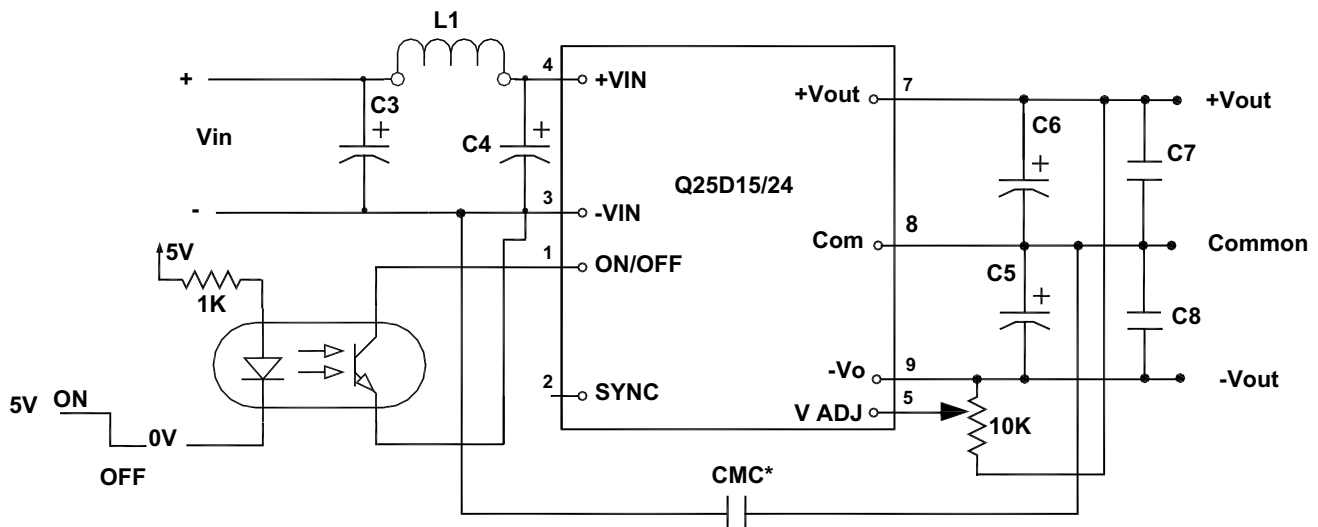 L1
+
4
+VIN
C3
+
C4
+
Vin
+Vout
7
+Vout
C6
+
C7
Q25D15/24
-
3
-VIN
Com
8
Common
5V
1
ON/OFF
1K
C5
+
C8
-Vo
9
-Vout
2
SYNC
V ADJ
5
10K
5V
ON
0V
OFF
CMC*